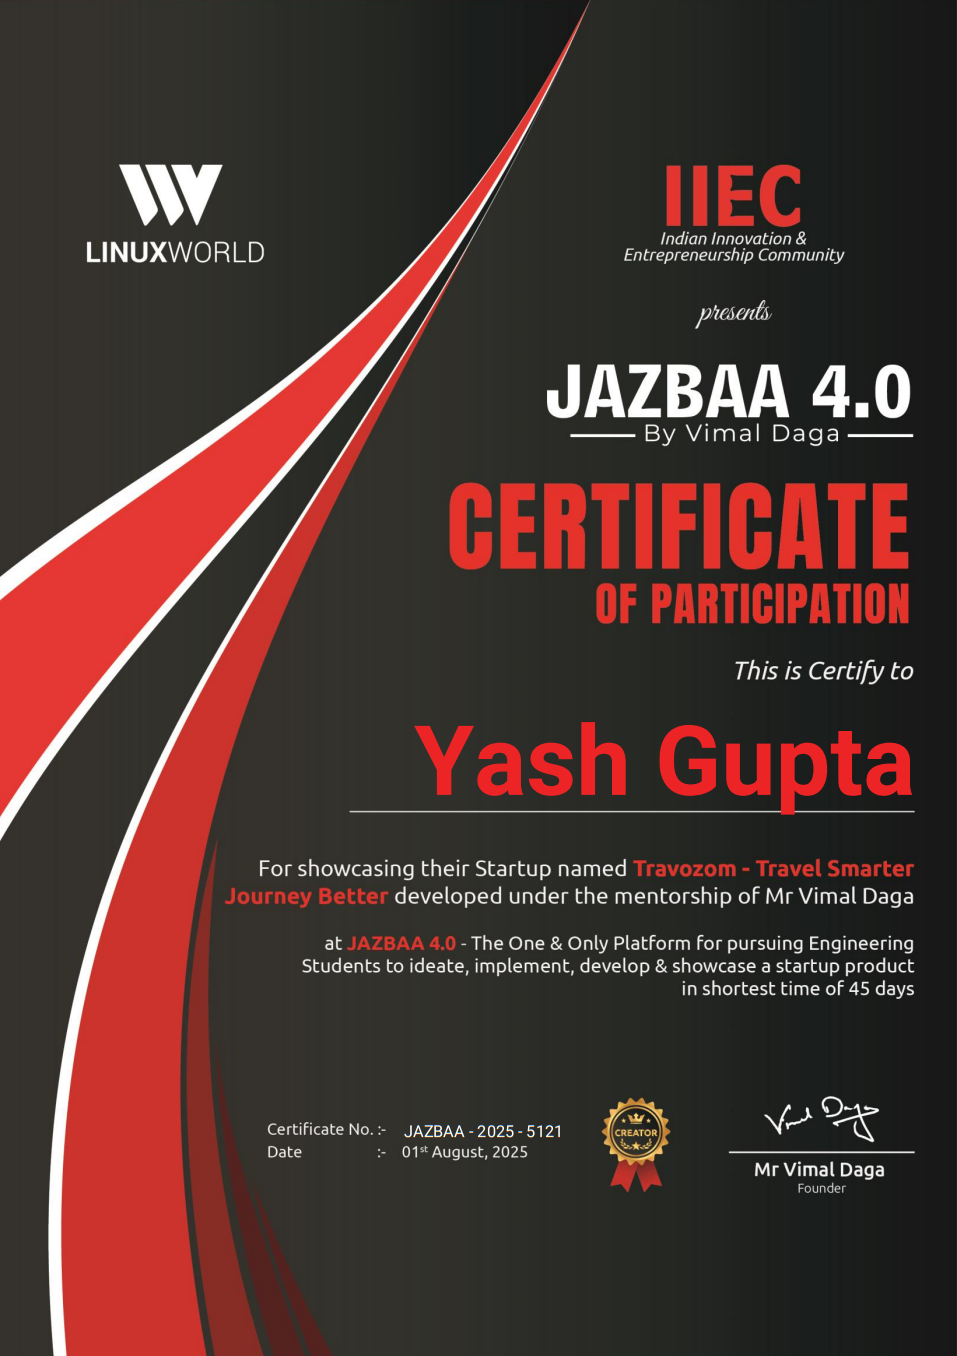 LINUXWORLD
IIEC
Indian Innovation &
Entrepreneurship Community
presents
JAZBAA 4.0
By Vimal Daga
CERTIFICATE
OF PARTICIPATION
This is Certify to
Yash Gupta
For showcasing their Startup named Travozom - Travel Smarter
Journey Better developed under the mentorship of Mr Vimal Daga
at JAZBAA 4.0 - The One & Only Platform for pursuing Engineering
Students to ideate, implement, develop & showcase a startup product
in shortest time of 45 days
Certificate No. :- JAZBAA - 2025 - 5121
Date :- 01st August, 2025
CREATOR
Vimal Daga
Mr Vimal Daga
Founder